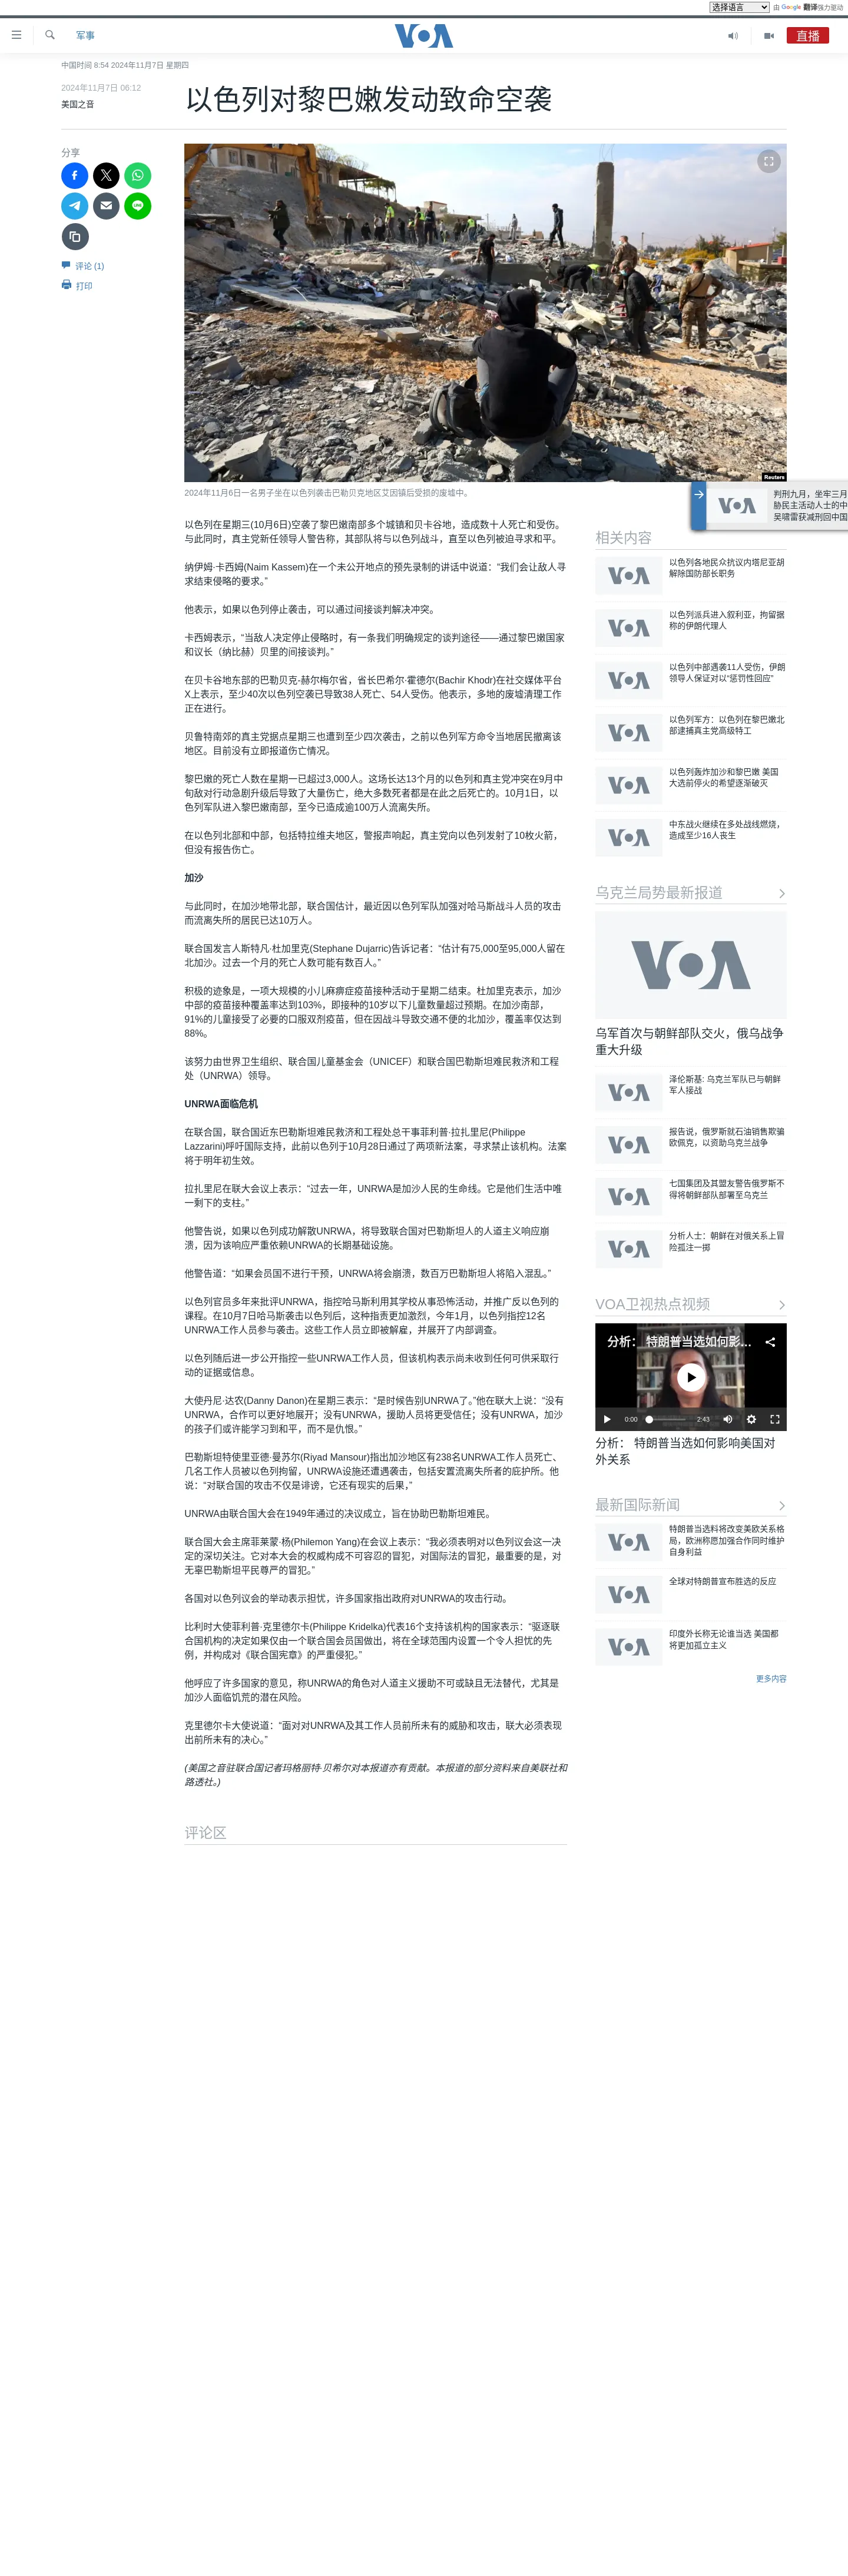 选择语言
由 Google 翻译强力驱动
军事
VOA
直播
中国时间 8:54 2024年11月7日 星期四
2024年11月7日 06:12
美国之音
以色列对黎巴嫩发动致命空袭
分享
评论 (1)
打印
Reuters
2024年11月6日一名男子坐在以色列袭击巴勒贝克地区艾因镇后受损的废墟中。
以色列在星期三(10月6日)空袭了黎巴嫩南部多个城镇和贝卡谷地，造成数十人死亡和受伤。
与此同时，真主党新任领导人警告称，其部队将与以色列战斗，直至以色列被迫寻求和平。
纳伊姆·卡西姆(Naim Kassem)在一个未公开地点的预先录制的讲话中说道：“我们会让敌人寻
求结束侵略的要求。”
他表示，如果以色列停止袭击，可以通过间接谈判解决冲突。
卡西姆表示，“当敌人决定停止侵略时，有一条我们明确规定的谈判途径——通过黎巴嫩国家
和议长（纳比赫）贝里的间接谈判。”
在贝卡谷地东部的巴勒贝克-赫尔梅尔省，省长巴希尔·霍德尔(Bachir Khodr)在社交媒体平台
X上表示，至少40次以色列空袭已导致38人死亡、54人受伤。他表示，多地的废墟清理工作
正在进行。
贝鲁特南郊的真主党据点星期三也遭到至少四次袭击，之前以色列军方命令当地居民撤离该
地区。目前没有立即报道伤亡情况。
黎巴嫩的死亡人数在星期一已超过3,000人。这场长达13个月的以色列和真主党冲突在9月中
旬敌对行动急剧升级后导致了大量伤亡，绝大多数死者都是在此之后死亡的。10月1日，以
色列军队进入黎巴嫩南部，至今已造成逾100万人流离失所。
在以色列北部和中部，包括特拉维夫地区，警报声响起，真主党向以色列发射了10枚火箭，
但没有报告伤亡。
加沙
与此同时，在加沙地带北部，联合国估计，最近因以色列军队加强对哈马斯战斗人员的攻击
而流离失所的居民已达10万人。
联合国发言人斯特凡·杜加里克(Stephane Dujarric)告诉记者：“估计有75,000至95,000人留在
北加沙。过去一个月的死亡人数可能有数百人。”
积极的迹象是，一项大规模的小儿麻痹症疫苗接种活动于星期二结束。杜加里克表示，加沙
中部的疫苗接种覆盖率达到103%，即接种的10岁以下儿童数量超过预期。在加沙南部，
91%的儿童接受了必要的口服双剂疫苗，但在因战斗导致交通不便的北加沙，覆盖率仅达到
88%。
该努力由世界卫生组织、联合国儿童基金会（UNICEF）和联合国巴勒斯坦难民救济和工程
处（UNRWA）领导。
UNRWA面临危机
在联合国，联合国近东巴勒斯坦难民救济和工程处总干事菲利普·拉扎里尼(Philippe
Lazzarini)呼吁国际支持，此前以色列于10月28日通过了两项新法案，寻求禁止该机构。法案
将于明年初生效。
拉扎里尼在联大会议上表示：“过去一年，UNRWA是加沙人民的生命线。它是他们生活中唯
一剩下的支柱。”
他警告说，如果以色列成功解散UNRWA，将导致联合国对巴勒斯坦人的人道主义响应崩
溃，因为该响应严重依赖UNRWA的长期基础设施。
他警告道：“如果会员国不进行干预，UNRWA将会崩溃，数百万巴勒斯坦人将陷入混乱。”
以色列官员多年来批评UNRWA，指控哈马斯利用其学校从事恐怖活动，并推广反以色列的
课程。在10月7日哈马斯袭击以色列后，这种指责更加激烈，今年1月，以色列指控12名
UNRWA工作人员参与袭击。这些工作人员立即被解雇，并展开了内部调查。
以色列随后进一步公开指控一些UNRWA工作人员，但该机构表示尚未收到任何可供采取行
动的证据或信息。
大使丹尼·达农(Danny Danon)在星期三表示：“是时候告别UNRWA了。”他在联大上说：“没有
UNRWA，合作可以更好地展开；没有UNRWA，援助人员将更受信任；没有UNRWA，加沙
的孩子们或许能学习到和平，而不是仇恨。”
巴勒斯坦特使里亚德·曼苏尔(Riyad Mansour)指出加沙地区有238名UNRWA工作人员死亡、
几名工作人员被以色列拘留，UNRWA设施还遭遇袭击，包括安置流离失所者的庇护所。他
说：“对联合国的攻击不仅是诽谤，它还有现实的后果，”
UNRWA由联合国大会在1949年通过的决议成立，旨在协助巴勒斯坦难民。
联合国大会主席菲莱蒙·杨(Philemon Yang)在会议上表示：“我必须表明对以色列议会这一决
定的深切关注。它对本大会的权威构成不可容忍的冒犯，对国际法的冒犯，最重要的是，对
无辜巴勒斯坦平民尊严的冒犯。”
各国对以色列议会的举动表示担忧，许多国家指出政府对UNRWA的攻击行动。
比利时大使菲利普·克里德尔卡(Philippe Kridelka)代表16个支持该机构的国家表示：“驱逐联
合国机构的决定如果仅由一个联合国会员国做出，将在全球范围内设置一个令人担忧的先
例，并构成对《联合国宪章》的严重侵犯。”
他呼应了许多国家的意见，称UNRWA的角色对人道主义援助不可或缺且无法替代，尤其是
加沙人面临饥荒的潜在风险。
克里德尔卡大使说道：“面对对UNRWA及其工作人员前所未有的威胁和攻击，联大必须表现
出前所未有的决心。”
(美国之音驻联合国记者玛格丽特·贝希尔对本报道亦有贡献。本报道的部分资料来自美联社和
路透社。)
评论区
判刑九月，坐牢三月
胁民主活动人士的中
吴啸雷获减刑回中国
相关内容
以色列各地民众抗议内塔尼亚胡
解除国防部长职务
以色列派兵进入叙利亚，拘留据
称的伊朗代理人
以色列中部遇袭11人受伤，伊朗
领导人保证对以“惩罚性回应”
以色列军方：以色列在黎巴嫩北
部逮捕真主党高级特工
以色列轰炸加沙和黎巴嫩 美国
大选前停火的希望逐渐破灭
中东战火继续在多处战线燃烧，
造成至少16人丧生
乌克兰局势最新报道
VOA
乌军首次与朝鲜部队交火，俄乌战争
重大升级
泽伦斯基: 乌克兰军队已与朝鲜
军人接战
报告说，俄罗斯就石油销售欺骗
欧佩克，以资助乌克兰战争
七国集团及其盟友警告俄罗斯不
得将朝鲜部队部署至乌克兰
分析人士：朝鲜在对俄关系上冒
险孤注一掷
VOA卫视热点视频
分析： 特朗普当选如何影...
0:00
2:43
分析： 特朗普当选如何影响美国对
外关系
最新国际新闻
特朗普当选料将改变美欧关系格
局，欧洲称愿加强合作同时维护
自身利益
全球对特朗普宣布胜选的反应
印度外长称无论谁当选 美国都
将更加孤立主义
更多内容